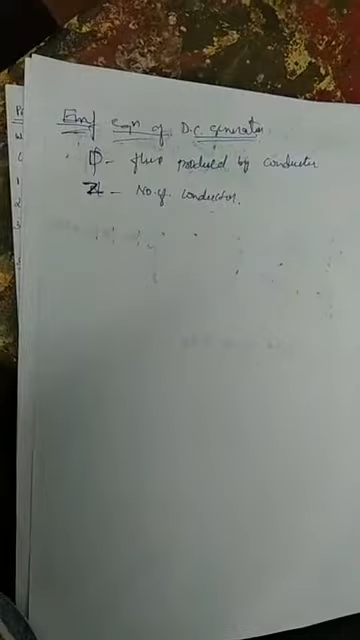 Emf eqn of D.C. generator
Φ - flux produced by conductor
Z - No. of conductor.